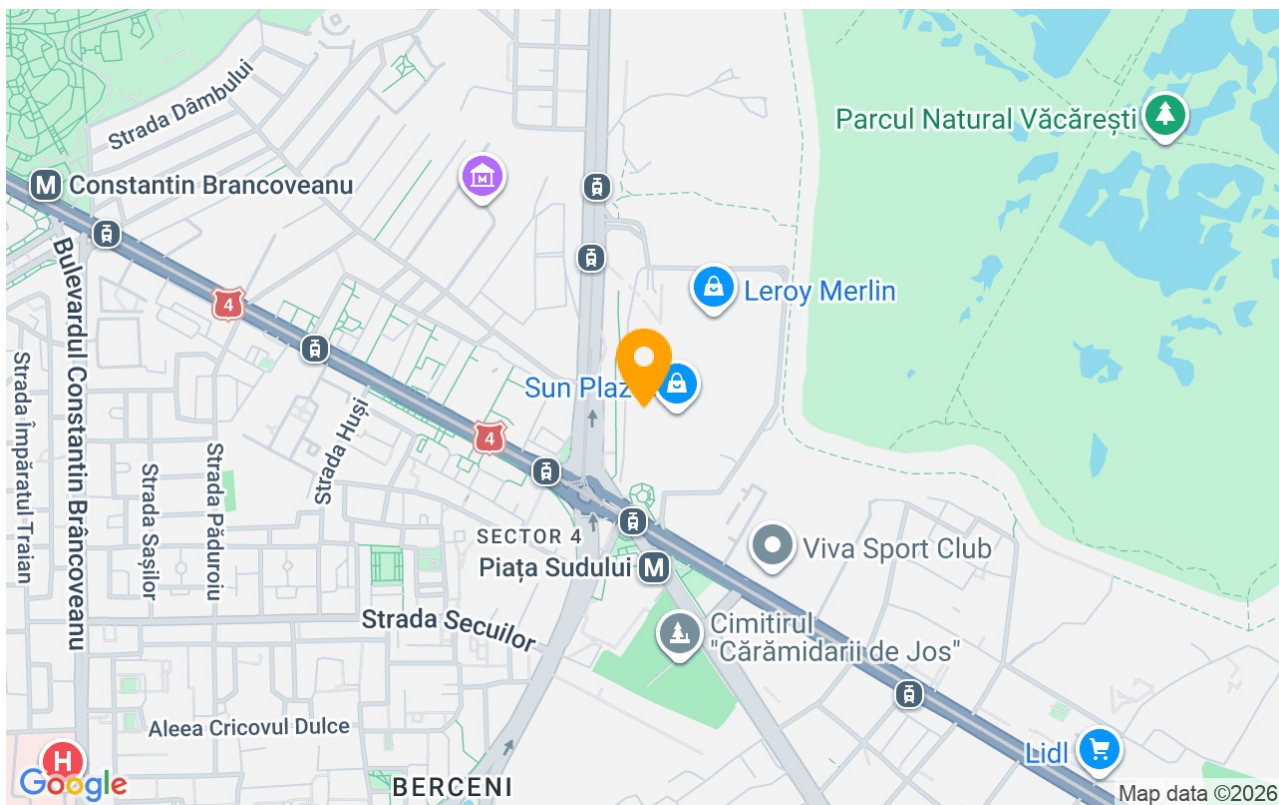 Strada Dâmbului
Parcul Natural Văcărești
M Constantin Brancoveanu
M
Bulevardul Constantin Brâncoveanu
4
Leroy Merlin
Strada Împăratul Traian
Strada Sașilor
Strada Păduroiu
Strada Huși
Sun Plaz
4
SECTOR 4
Piața Sudului M
Viva Sport Club
Strada Secuilor
Cimitirul
"Cărămidarii de Jos"
Aleea Cricovul Dulce
H
Lidl
Google
BERCENI
Map data ©2026